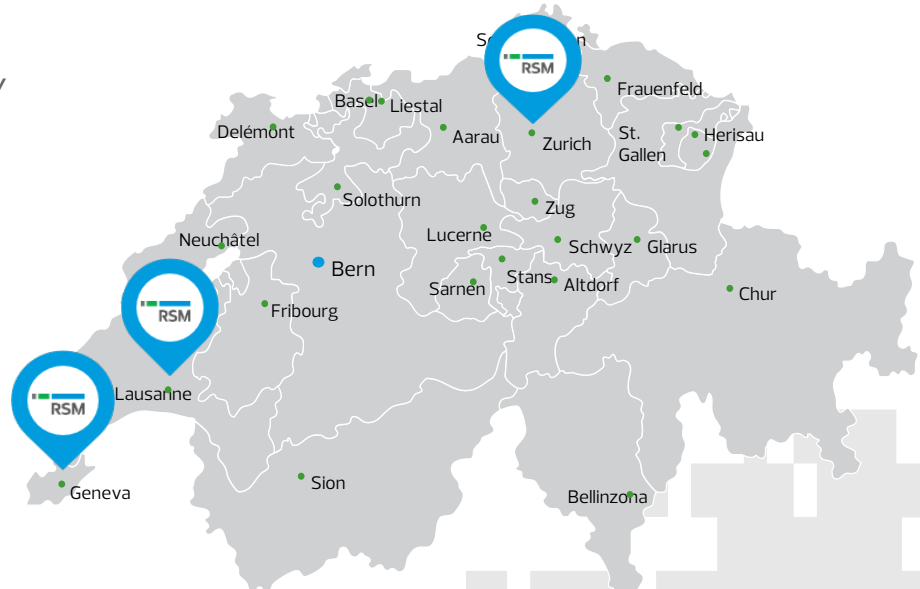 RSM
Frauenfeld
Basel
Liestal
Delémont
Aarau
Zurich
St.
Gallen
Herisau
Solothurn
Zug
Neuchâtel
Lucerne
Schwyz
Glarus
Bern
Stans
Sarnen
Altdorf
Chur
RSM
Fribourg
Lausanne
RSM
Geneva
Sion
Bellinzona